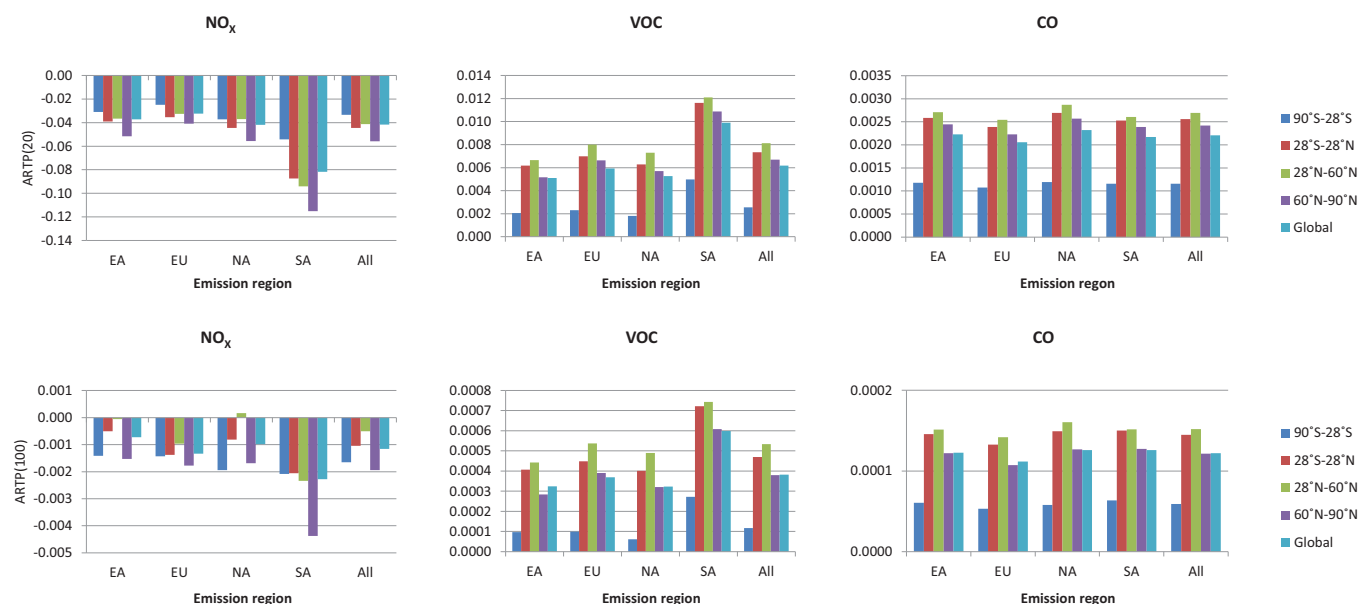 NOX
VOC
CO
ARTP(20)
0.00
-0.02
-0.04
-0.06
-0.08
-0.10
-0.12
-0.14
EA EU NA SA All
Emission region
0.014
0.012
0.010
0.008
0.006
0.004
0.002
0.000
EA EU NA SA All
Emission region
0.0035
0.0030
0.0025
0.0020
0.0015
0.0010
0.0005
0.0000
EA EU NA SA All
Emission regon
90˚S-28˚S
28˚S-28˚N
28˚N-60˚N
60˚N-90˚N
Global
NOX
VOC
CO
ARTP(100)
0.001
0.000
-0.001
-0.002
-0.003
-0.004
-0.005
EA EU NA SA All
Emission region
0.0008
0.0007
0.0006
0.0005
0.0004
0.0003
0.0002
0.0001
0.0000
EA EU NA SA All
Emission region
0.0002
0.0001
0.0000
EA EU NA SA All
Emission region
90˚S-28˚S
28˚S-28˚N
28˚N-60˚N
60˚N-90˚N
Global